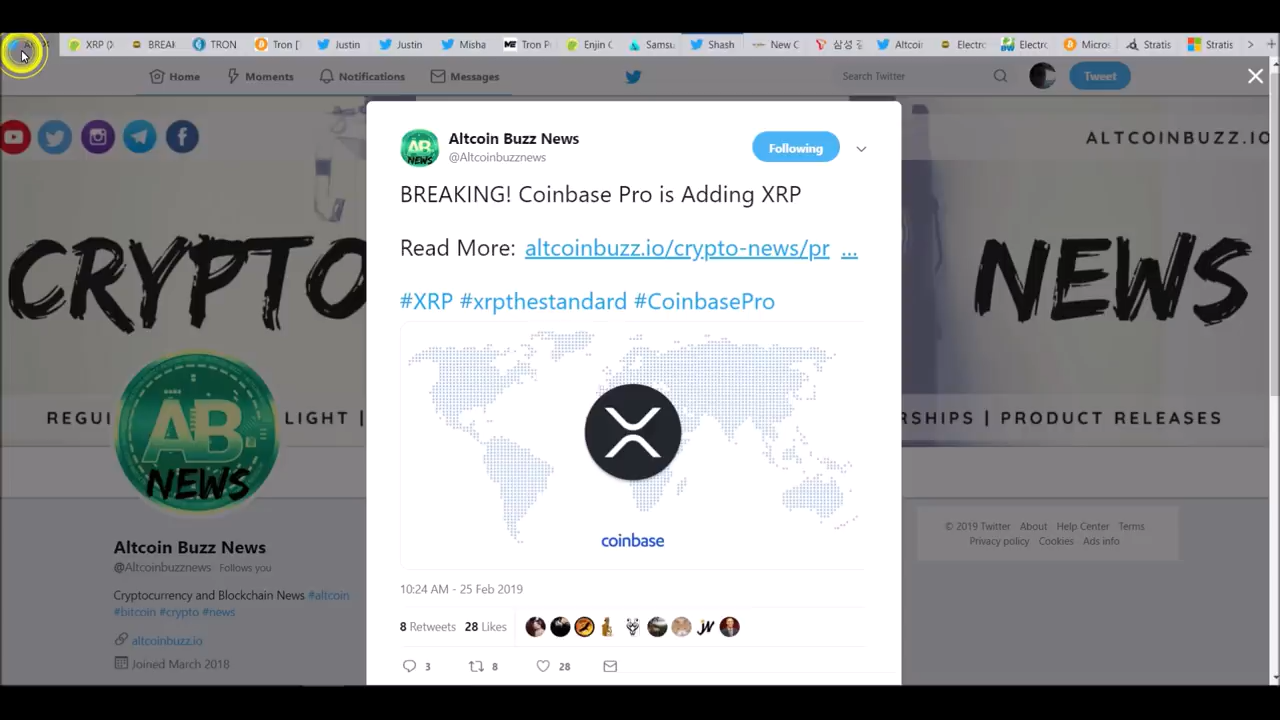 XRP (X
BREAK
TRON
Tron [
Justin
Justin
Misha
Tron P
Enjin C
Samsu
Shash
New C
삼성 갤
Altcoi
Electr
Electr
Micros
Stratis
Stratis
Home
Moments
Notifications
Messages
Search Twitter
Tweet
ALTCOINBUZZ.IO
CRYPTO
NEWS
REGU
LIGHT |
RSHIPS | PRODUCT RELEASES
AB
NEWS
Altcoin Buzz News
@Altcoinbuzznews
Following
BREAKING! Coinbase Pro is Adding XRP
Read More: altcoinbuzz.io/crypto-news/pr ...
#XRP #xrpthestandard #CoinbasePro
coinbase
10:24 AM - 25 Feb 2019
8 Retweets 28 Likes
3 8 28
Altcoin Buzz News
@Altcoinbuzznews Follows you
Cryptocurrency and Blockchain News #altcoin
#bitcoin #crypto #news
altcoinbuzz.io
Joined March 2018
© 2019 Twitter About Help Center Terms
Privacy policy Cookies Ads info